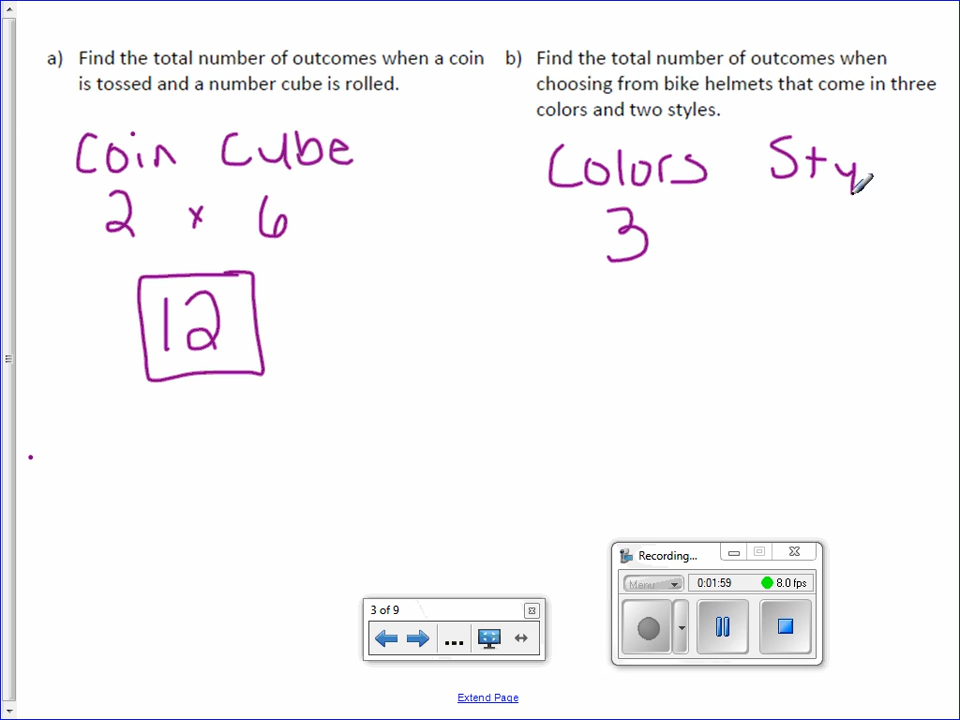 a) Find the total number of outcomes when a coin
is tossed and a number cube is rolled.
Coin Cube
2 x 6
12
b) Find the total number of outcomes when
choosing from bike helmets that come in three
colors and two styles.
Colors Sty
3
Recording...
Menu
0:01:59
8.0 fps
3 of 9
...
Extend Page